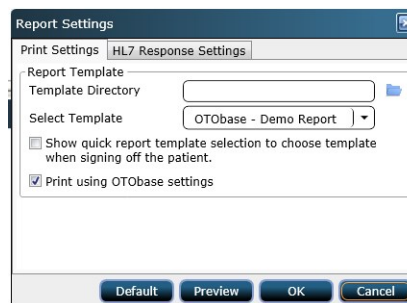 Report Settings
Print Settings HL7 Response Settings
Report Template
Template Directory
Select Template OTObase - Demo Report
Show quick report template selection to choose template
when signing off the patient.
Print using OTObase settings
Default Preview OK Cancel